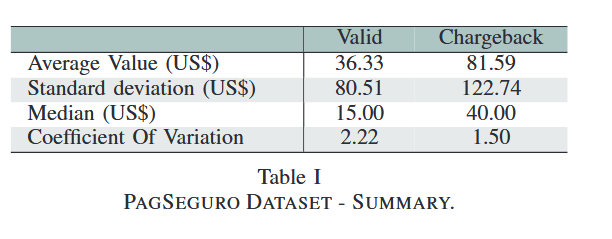 Valid Chargeback
Average Value (US$) 36.33 81.59
Standard deviation (US$) 80.51 122.74
Median (US$) 15.00 40.00
Coefficient Of Variation 2.22 1.50
Table I
PAGSEGURO DATASET - SUMMARY.